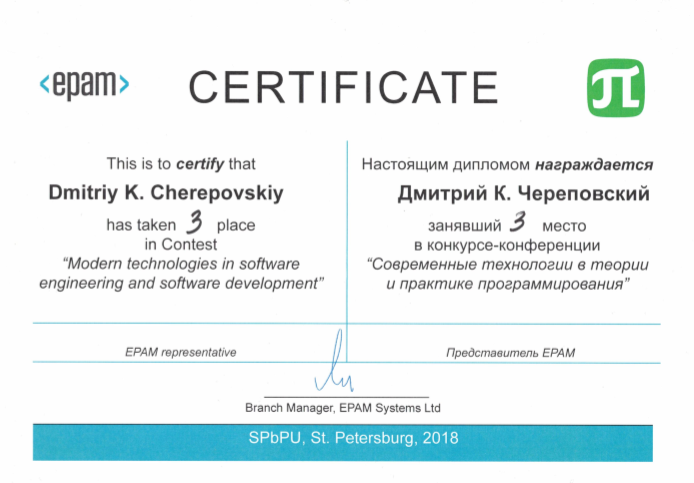 <epam>
CERTIFICATE
This is to certify that
Dmitriy K. Cherepovskiy
has taken 3 place
in Contest
“Modern technologies in software
engineering and software development”
Настоящим дипломом награждается
Дмитрий К. Череповский
занявший 3 место
в конкурсе-конференции
“Современные технологии в теории
и практике программирования”
EPAM representative
Представитель EPAM
Branch Manager, EPAM Systems Ltd
SPbPU, St. Petersburg, 2018